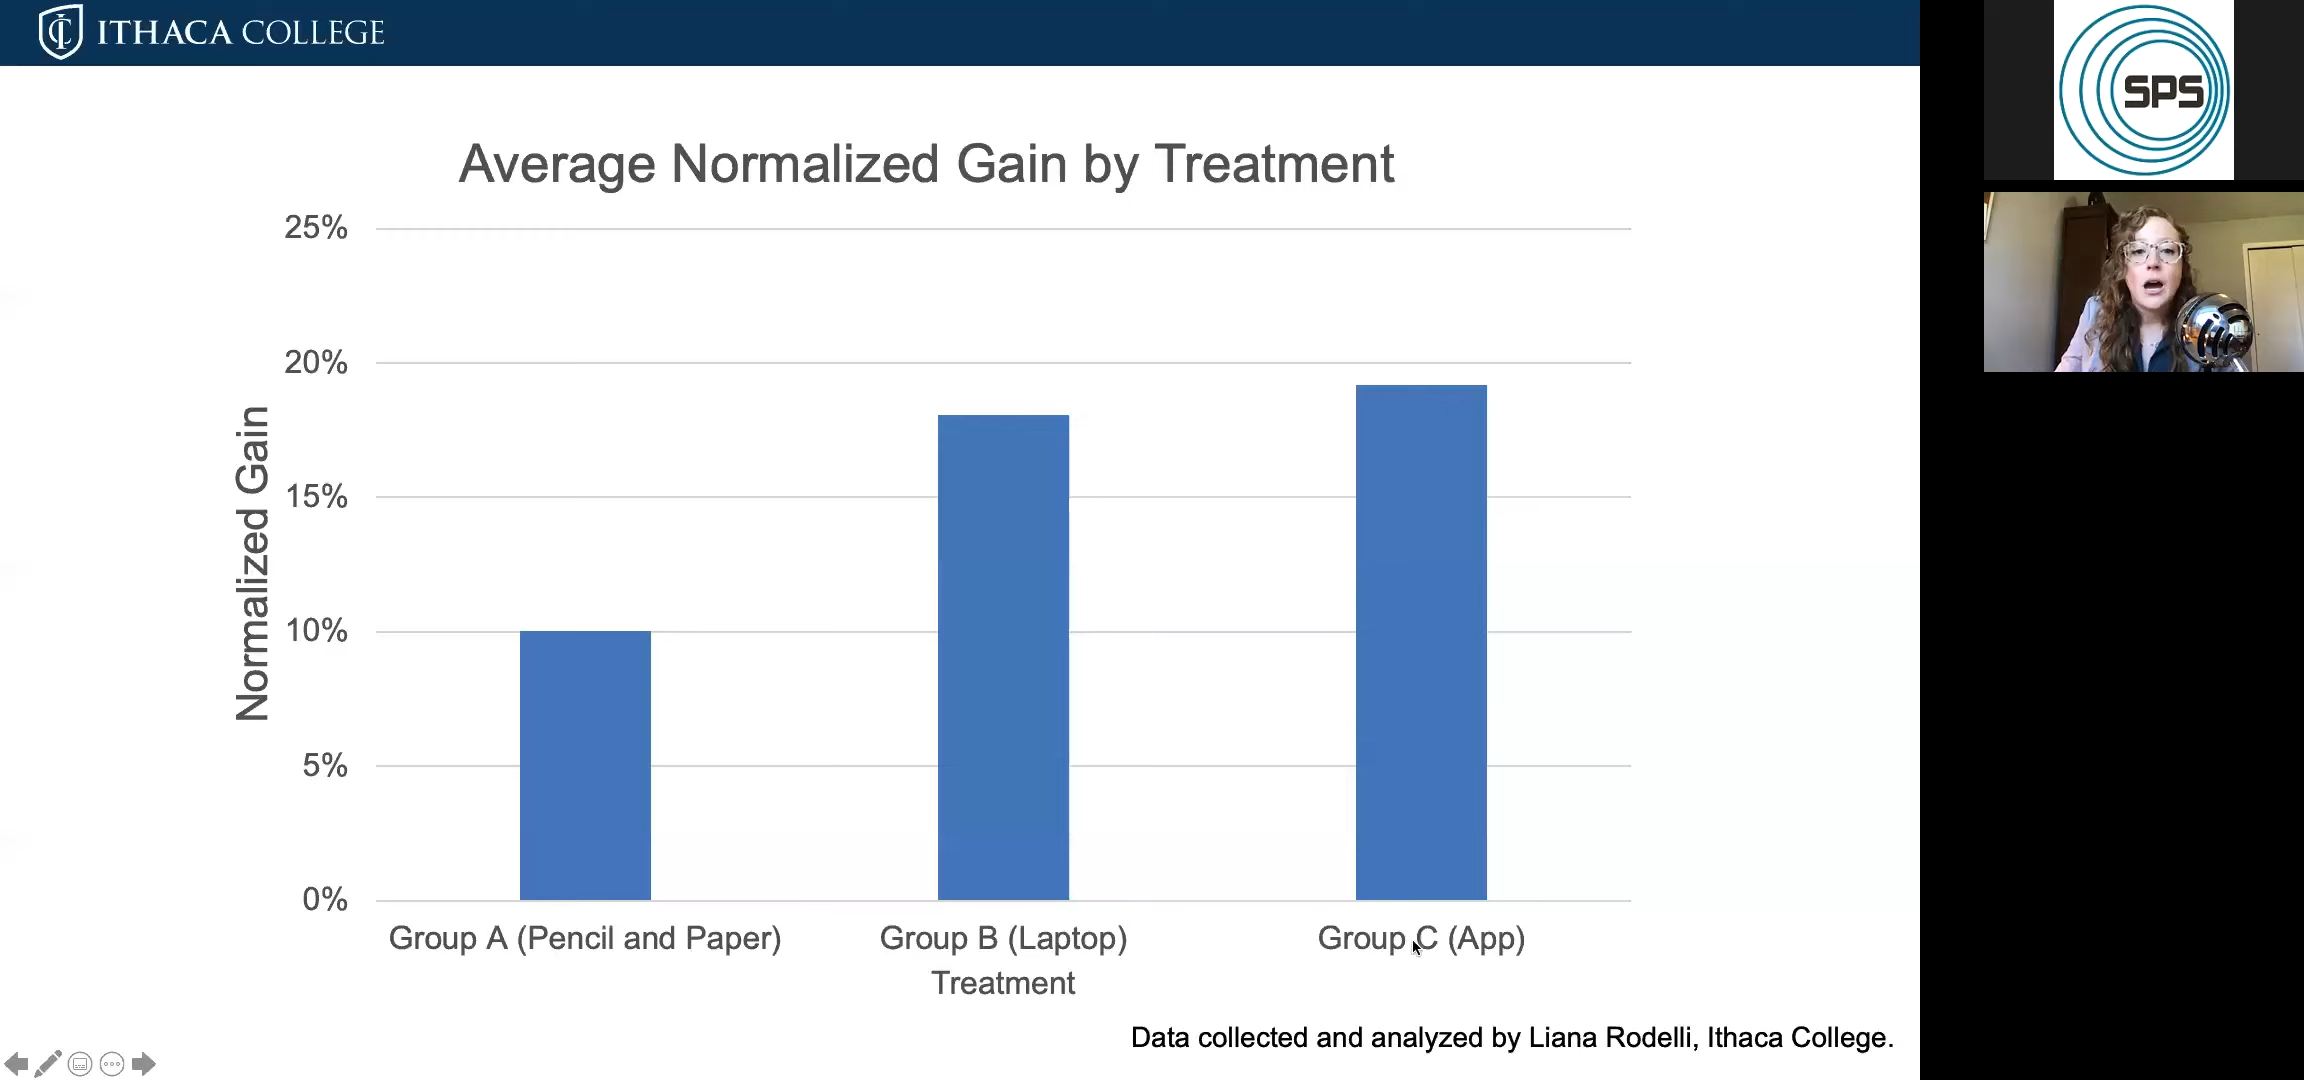 ITHACA COLLEGE
SPS
Average Normalized Gain by Treatment
25%
20%
15%
10%
5%
0%
Normalized Gain
Group A (Pencil and Paper)
Group B (Laptop)
Group C (App)
Treatment
Data collected and analyzed by Liana Rodelli, Ithaca College.